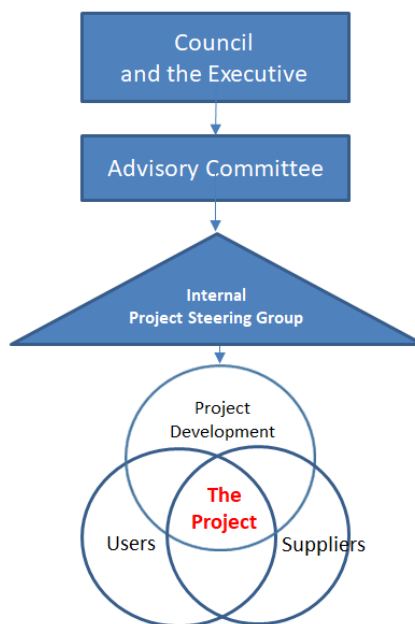 Council
and the Executive
Advisory Committee
Internal
Project Steering Group
Project
Development
The
Project
Users
Suppliers